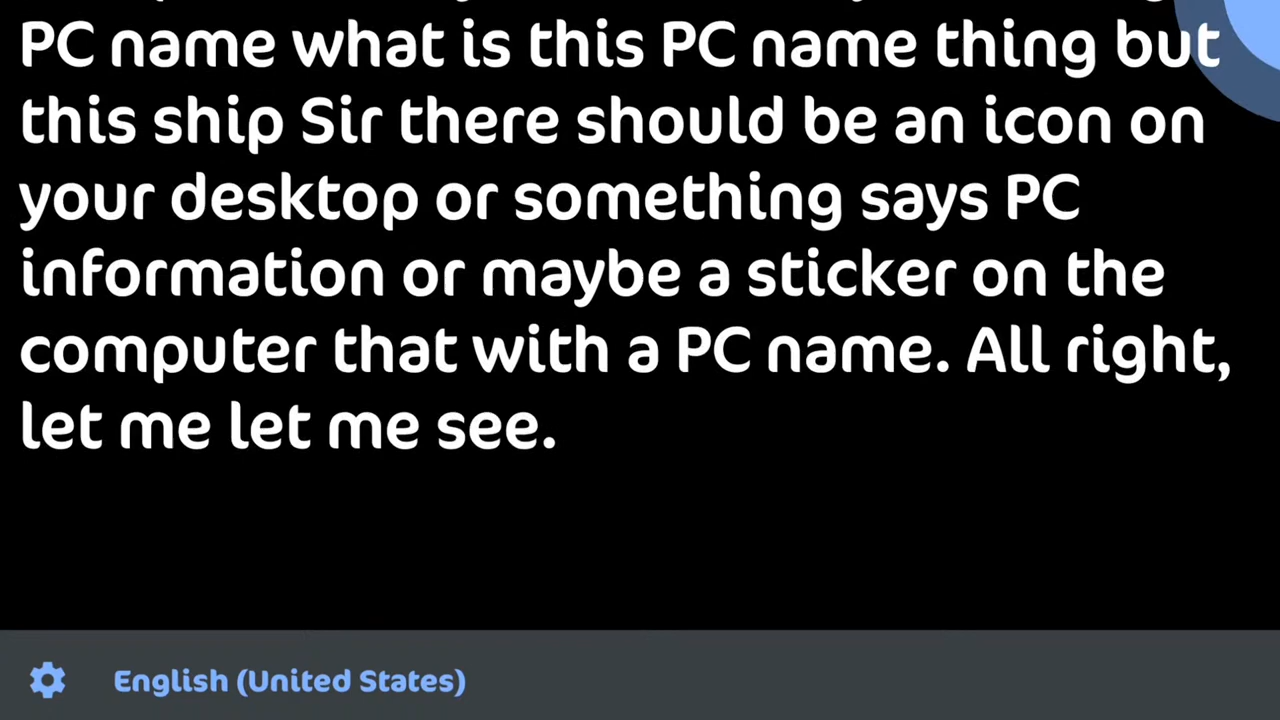 PC name what is this PC name thing but
this ship Sir there should be an icon on
your desktop or something says PC
information or maybe a sticker on the
computer that with a PC name. All right,
let me let me see.
English (United States)